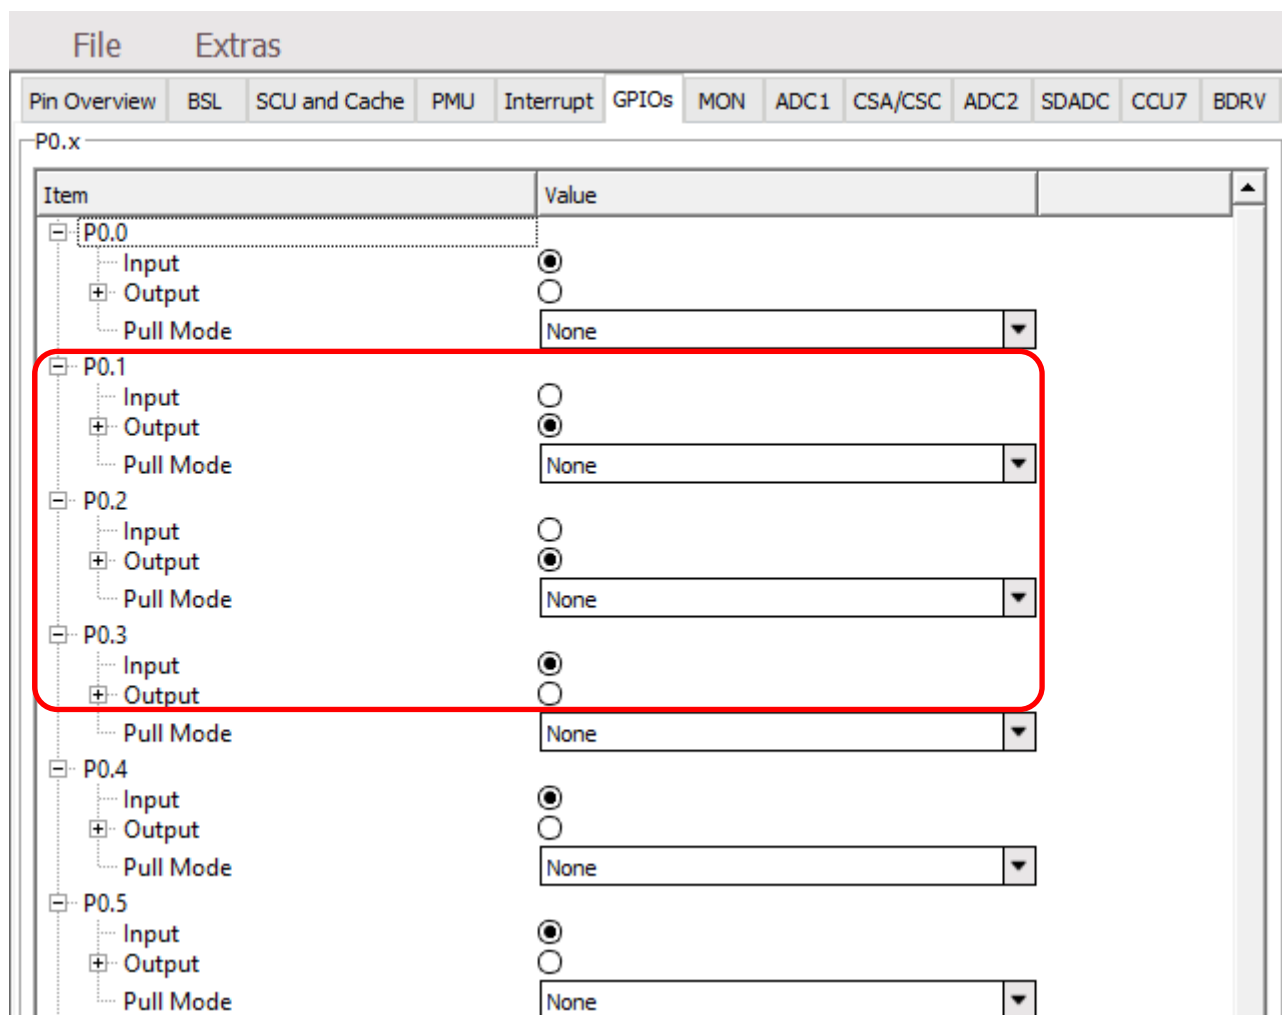 File Extras
Pin Overview BSL SCU and Cache PMU Interrupt GPIOs MON ADC1 CSA/CSC ADC2 SDADC CCU7 BDRV
P0.x
Item Value
P0.0
Input
Output
Pull Mode None
P0.1
Input
Output
Pull Mode None
P0.2
Input
Output
Pull Mode None
P0.3
Input
Output
Pull Mode None
P0.4
Input
Output
Pull Mode None
P0.5
Input
Output
Pull Mode None